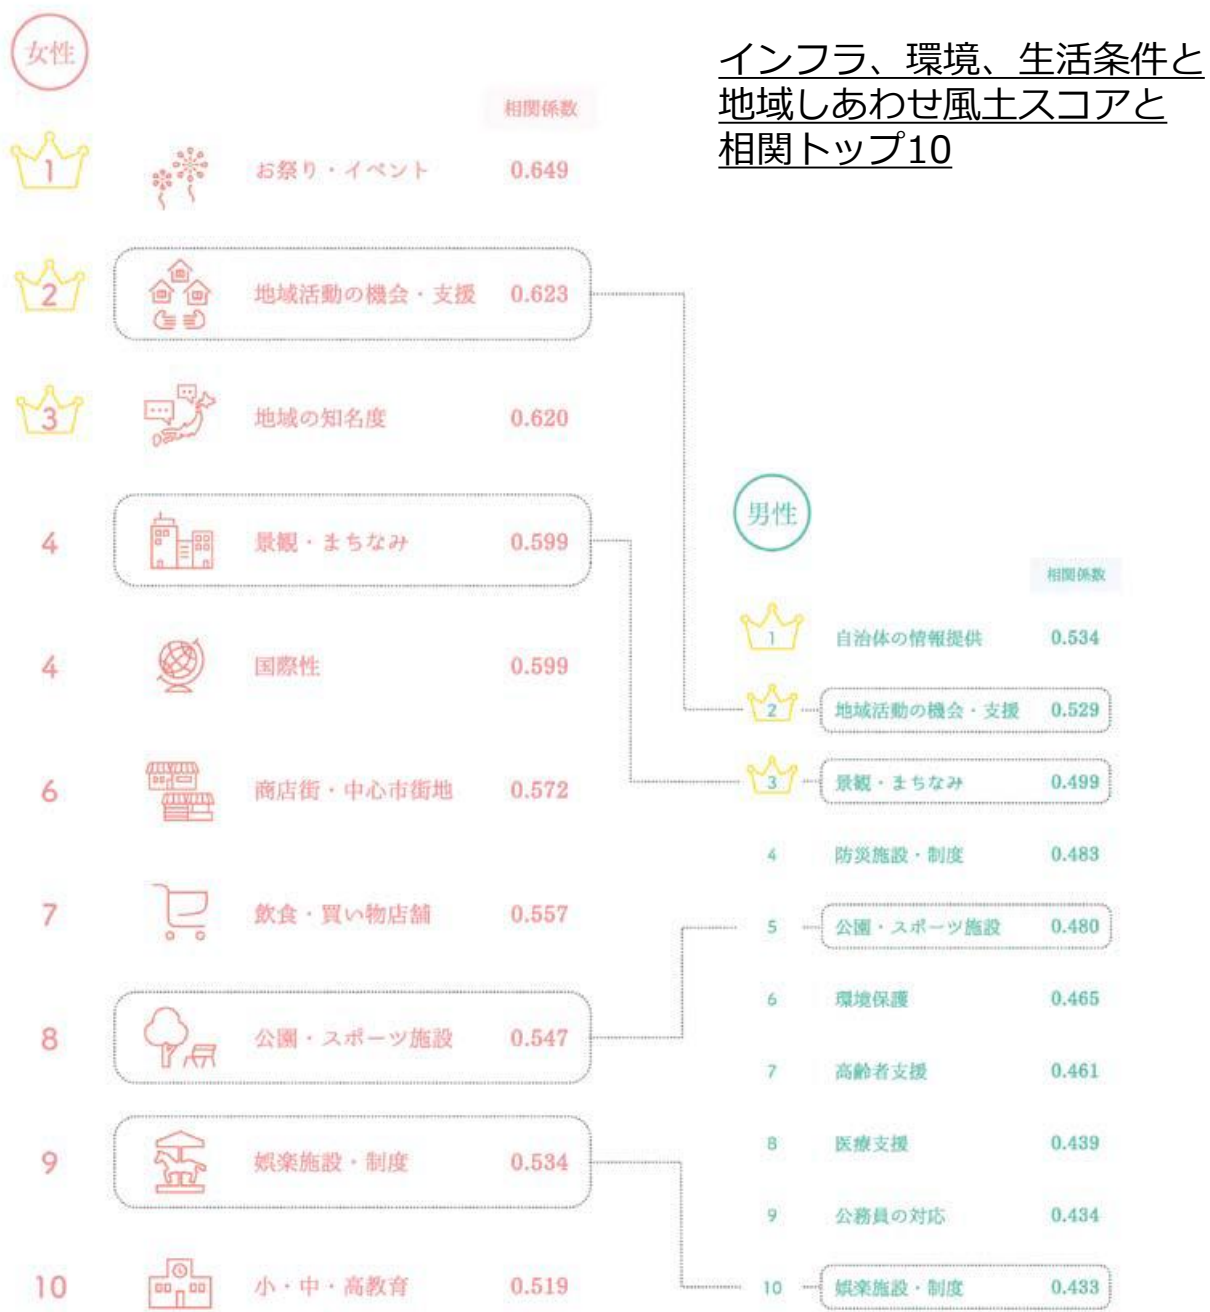 インフラ、環境、生活条件と
地域しあわせ風土スコアと
相関トップ10
女性
相関係数
1 お祭り・イベント 0.649
2 地域活動の機会・支援 0.623
3 地域の知名度 0.620
4 景観・まちなみ 0.599
4 国際性 0.599
6 商店街・中心市街地 0.572
7 飲食・買い物店舗 0.557
8 公園・スポーツ施設 0.547
9 娯楽施設・制度 0.534
10 小・中・高教育 0.519
男性
相関係数
1 自治体の情報提供 0.534
2 地域活動の機会・支援 0.529
3 景観・まちなみ 0.499
4 防災施設・制度 0.483
5 公園・スポーツ施設 0.480
6 環境保護 0.465
7 高齢者支援 0.461
8 医療支援 0.439
9 公務員の対応 0.434
10 娯楽施設・制度 0.433